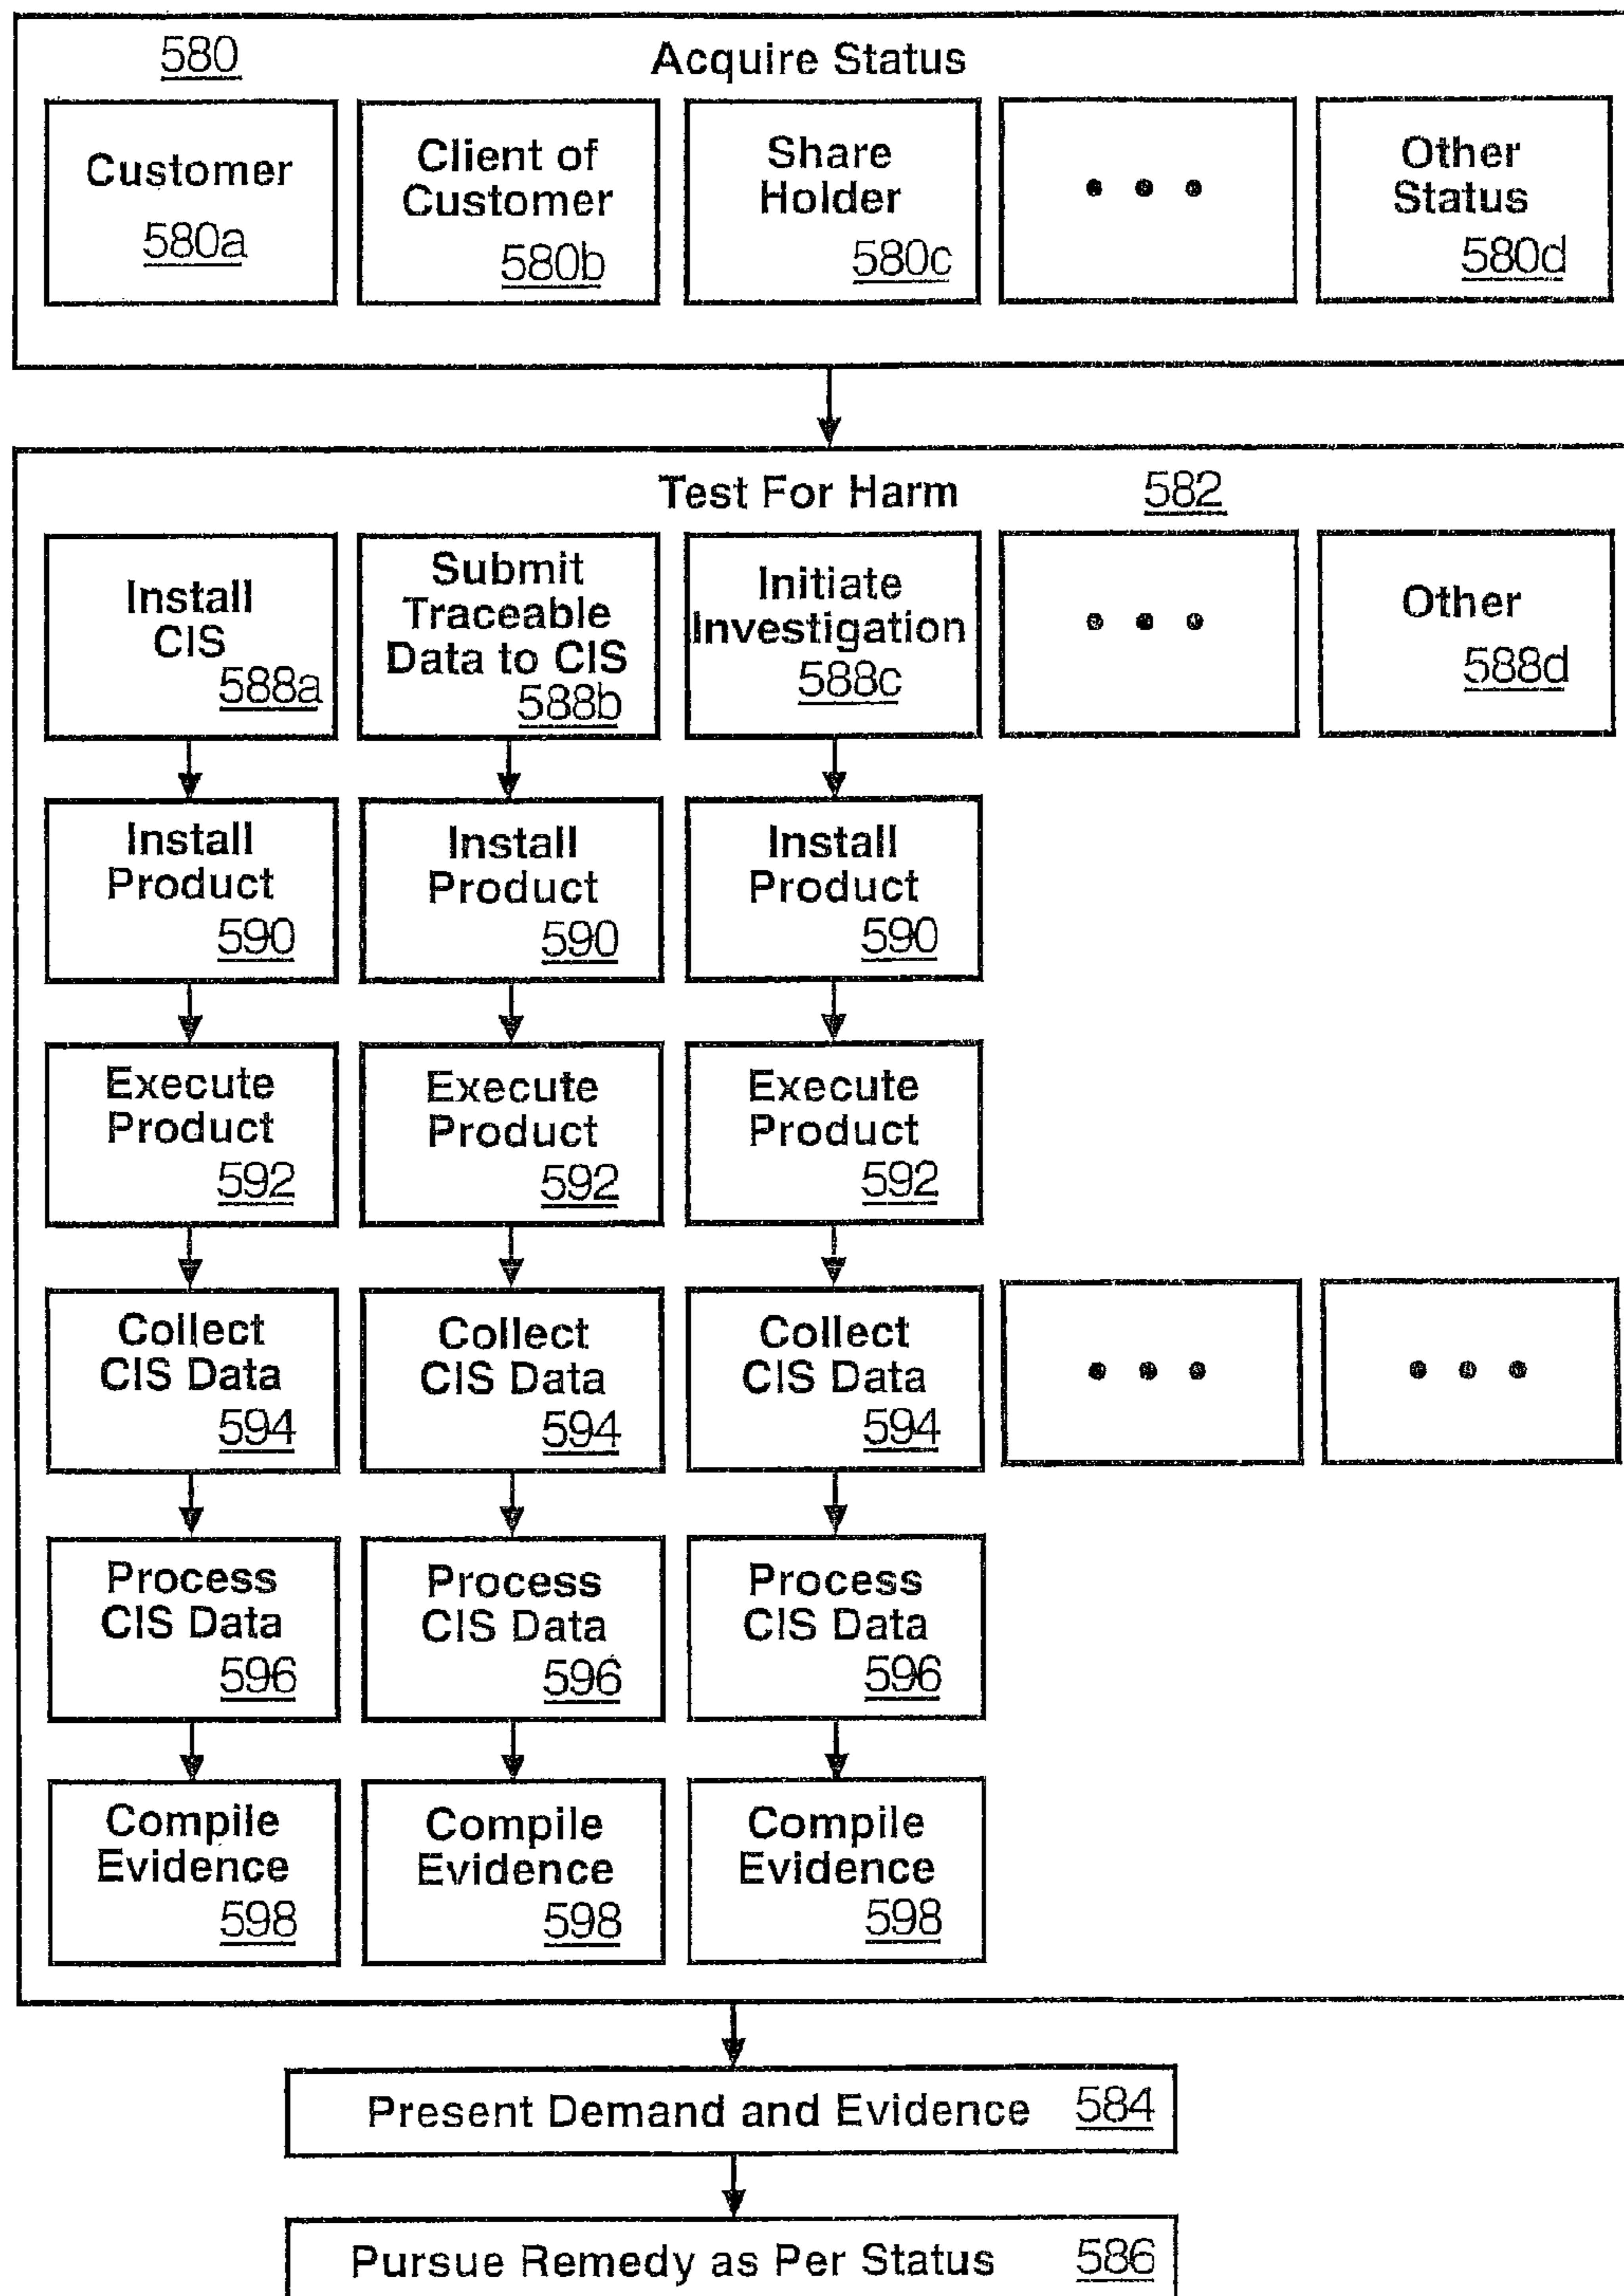 580
Acquire Status
Customer
580a
Client of
Customer
580b
Share
Holder
580c
• • •
Other
Status
580d
Test For Harm
582
Install
CIS
588a
Submit
Traceable
Data to CIS
588b
Initiate
Investigation
588c
• • •
Other
588d
Install
Product
590
Install
Product
590
Install
Product
590
Execute
Product
592
Execute
Product
592
Execute
Product
592
Collect
CIS Data
594
Collect
CIS Data
594
Collect
CIS Data
594
• • •
• • •
Process
CIS Data
596
Process
CIS Data
596
Process
CIS Data
596
Compile
Evidence
598
Compile
Evidence
598
Compile
Evidence
598
Present Demand and Evidence 584
Pursue Remedy as Per Status 586